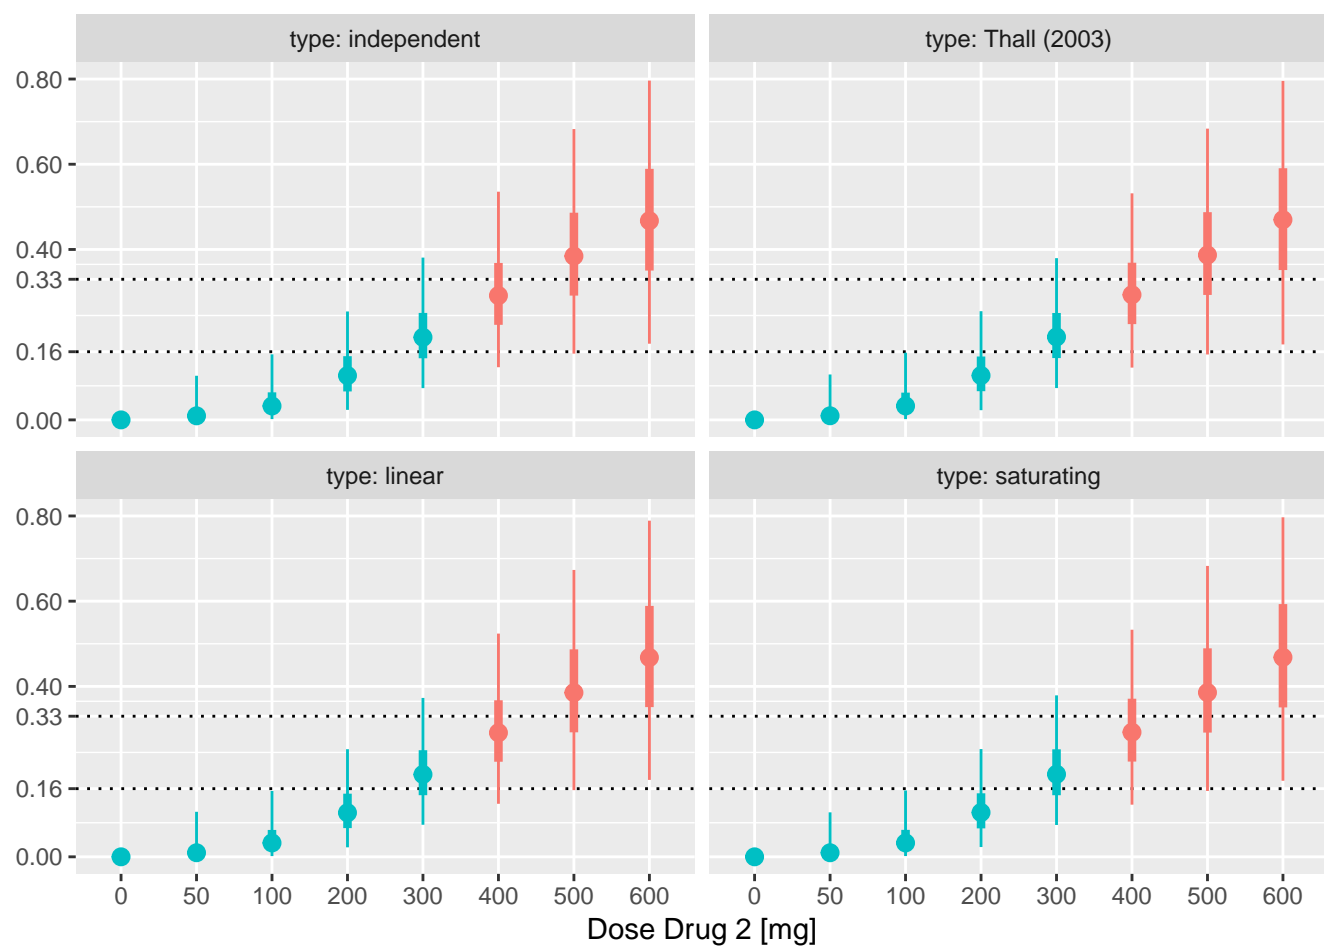 type: independent
type: Thall (2003)
0.80
0.60
0.40
0.33
0.16
0.00
type: linear
type: saturating
0.80
0.60
0.40
0.33
0.16
0.00
0 50 100 200 300 400 500 600
0 50 100 200 300 400 500 600
Dose Drug 2 [mg]